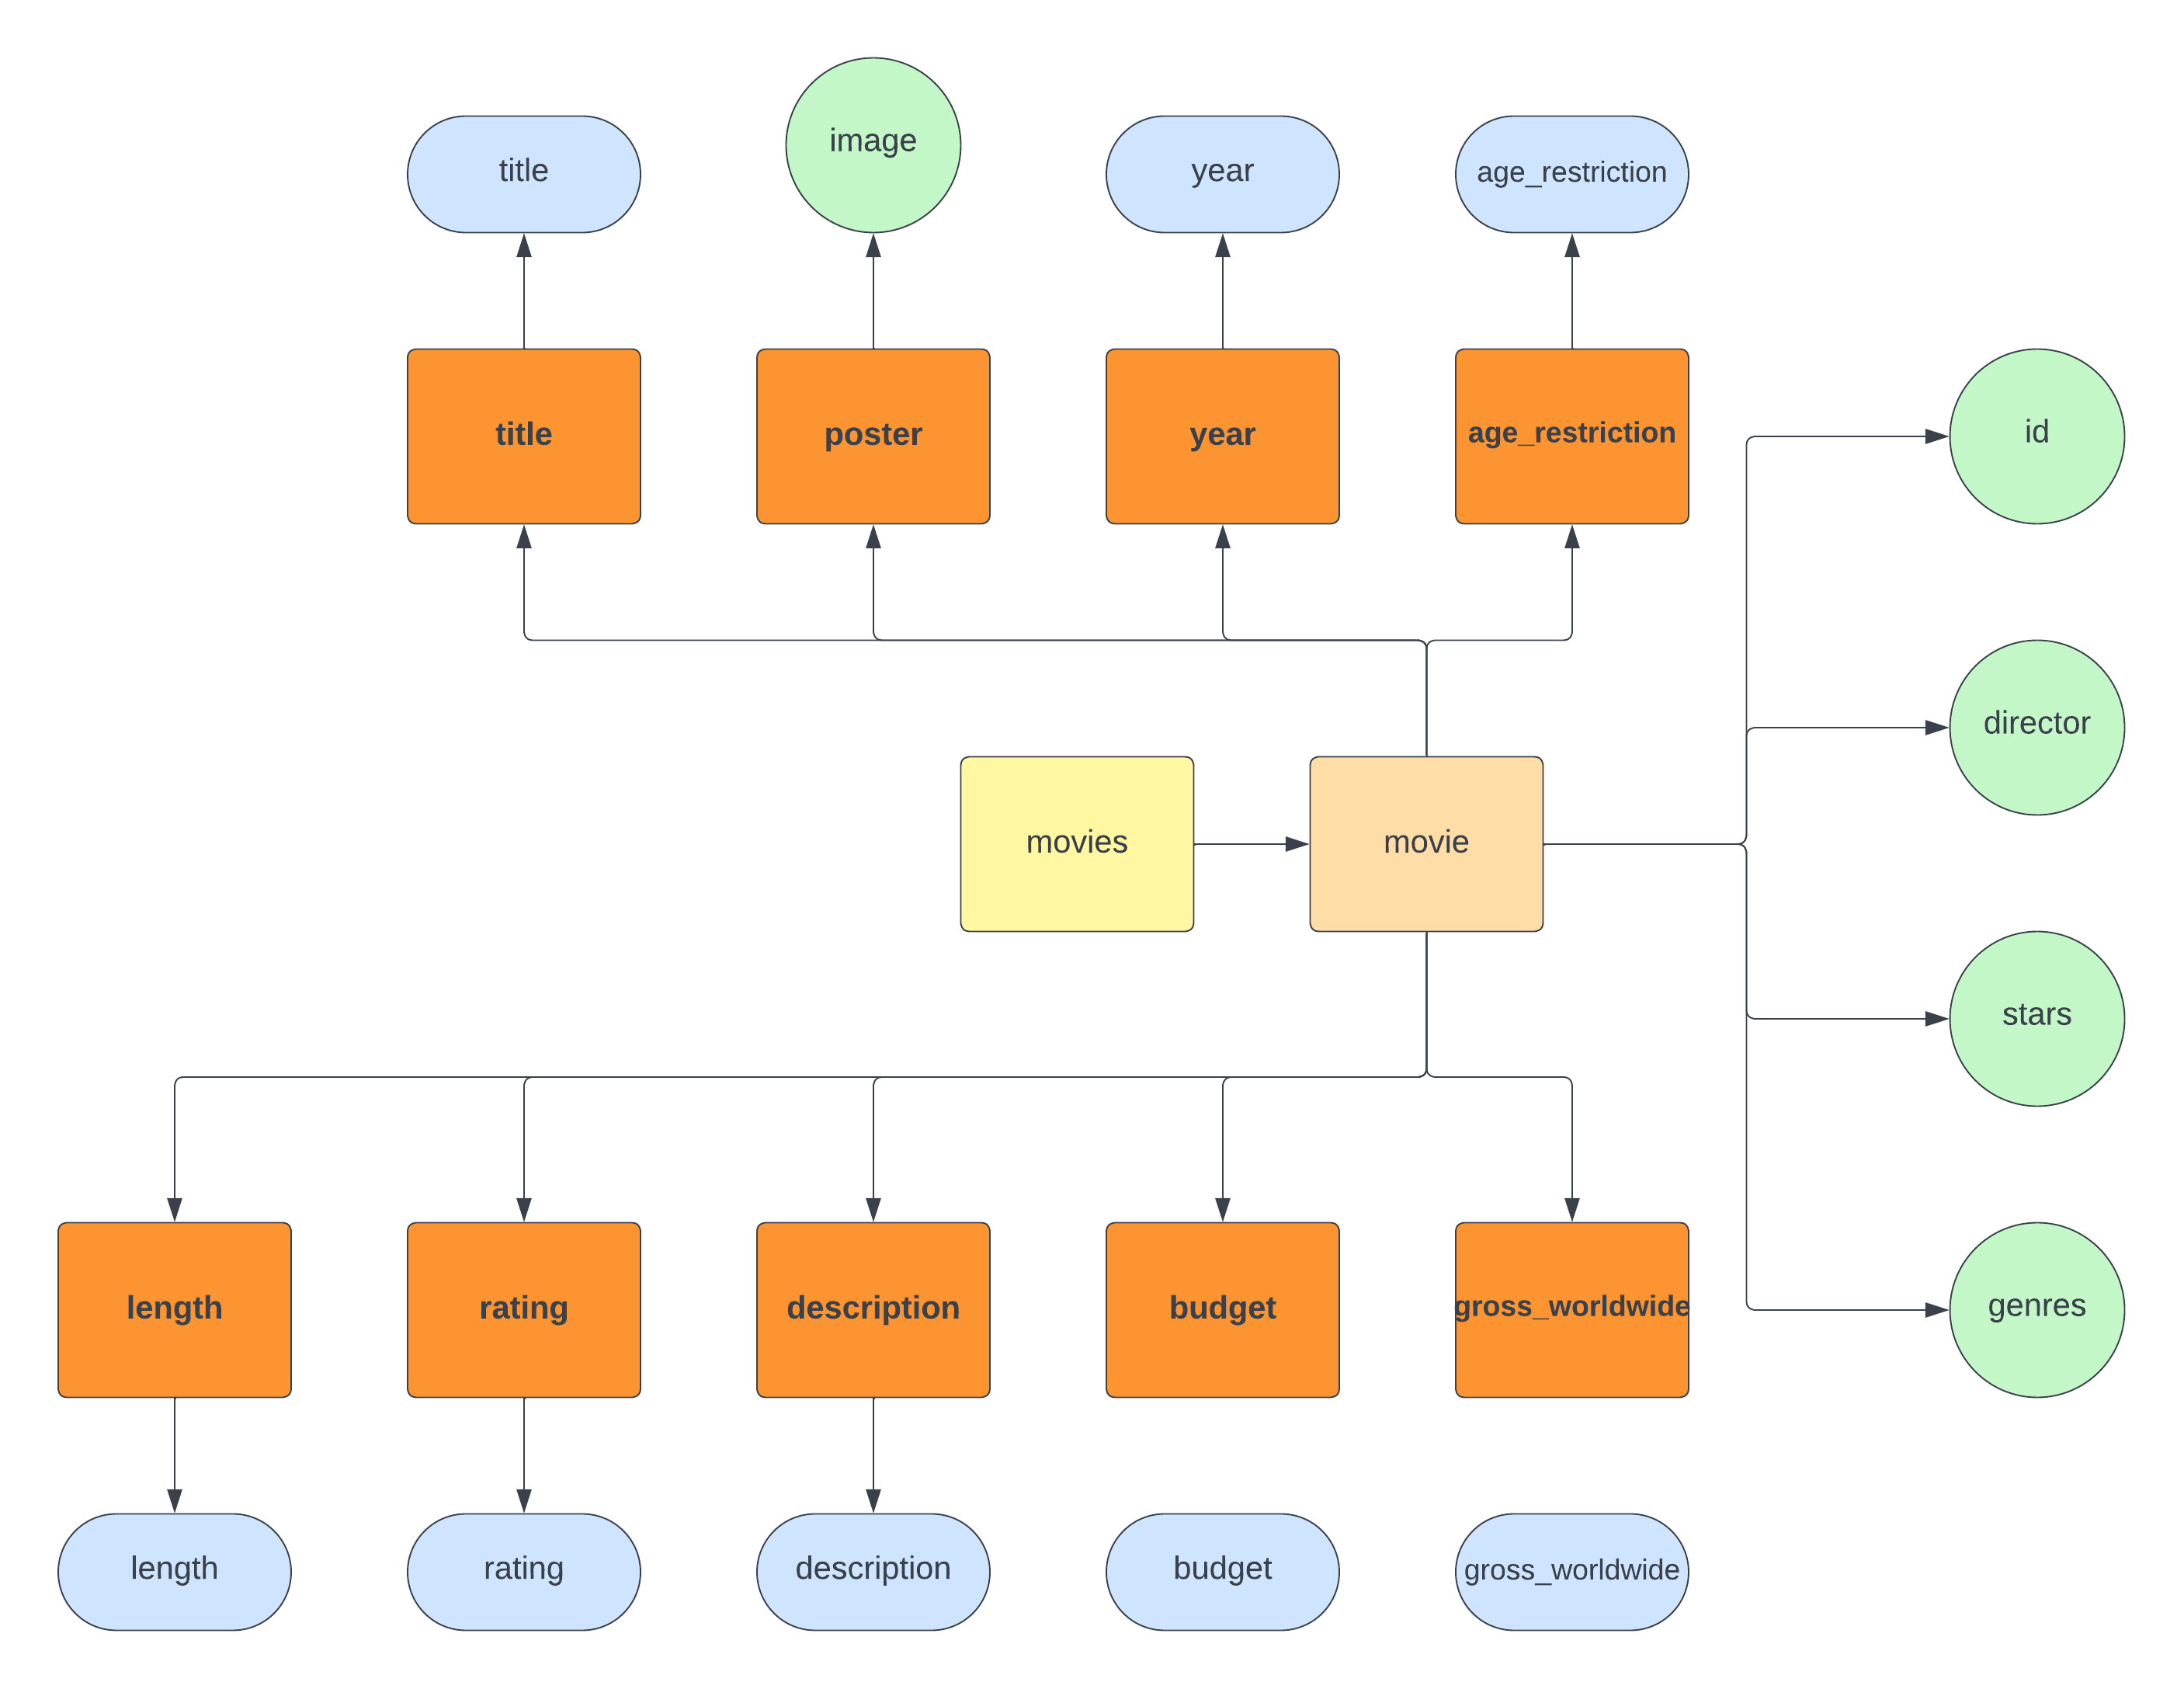 title
image
year
age_restriction
title
poster
year
age_restriction
id
director
movies
movie
stars
length
rating
description
budget
gross_worldwide
genres
length
rating
description
budget
gross_worldwide